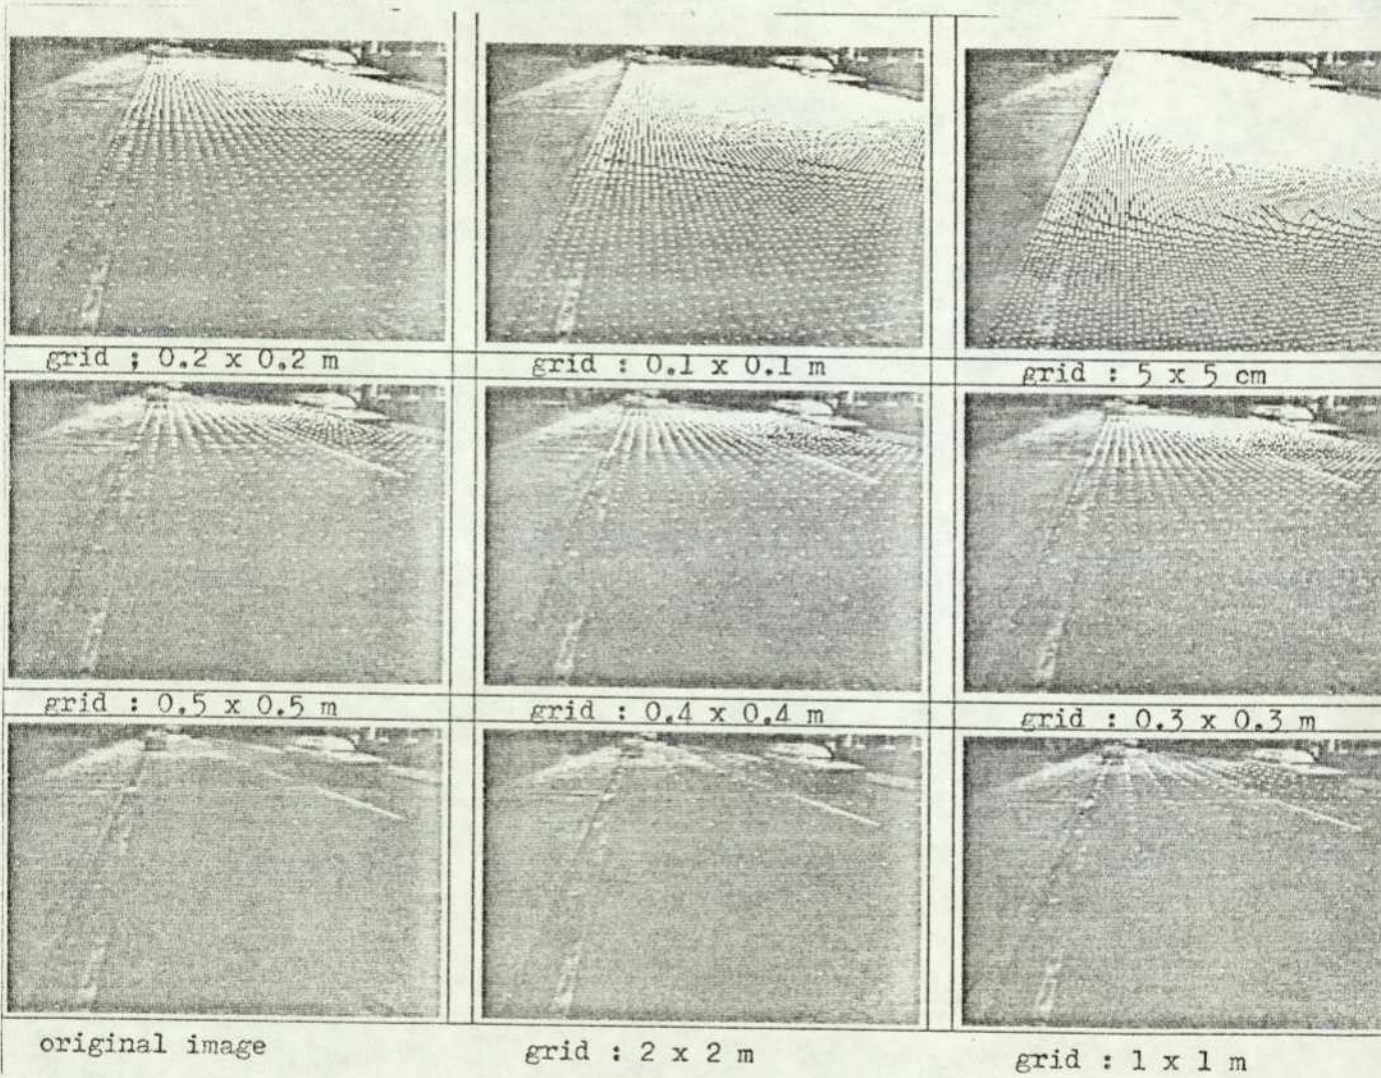 grid ; 0.2 x 0.2 m
grid : 0.1 x 0.1 m
grid : 5 x 5 cm
grid : 0.5 x 0.5 m
grid : 0.4 x 0.4 m
grid : 0.3 x 0.3 m
original image
grid : 2 x 2 m
grid : 1 x 1 m